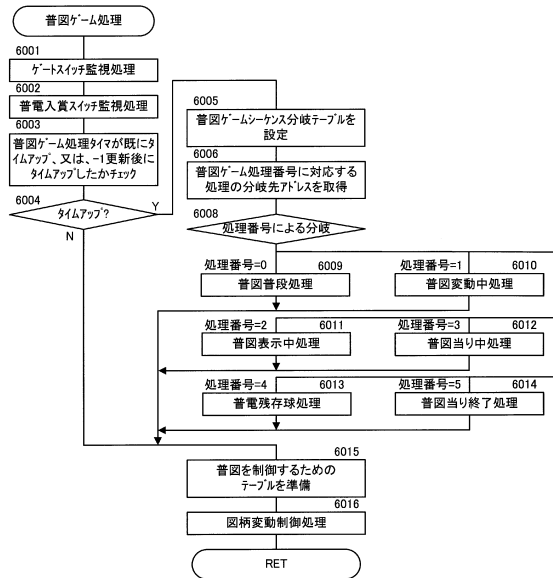 普図ゲーム処理
6001
ゲートスイッチ監視処理
6002
普電入賞スイッチ監視処理
6003
普図ゲーム処理タイマが既にタ
イムアップ、又は、-1更新後に
タイムアップしたかチェック
6004
タイムアップ?
Y
N
6005
普図ゲームシーケンス分岐テーブルを
設定
6006
普図ゲーム処理番号に対応する
処理の分岐先アドレスを取得
6008
処理番号による分岐
処理番号=0
6009
普図普段処理
処理番号=1
6010
普図変動中処理
処理番号=2
6011
普図表示中処理
処理番号=3
6012
普図当り中処理
処理番号=4
6013
普電残存球処理
処理番号=5
6014
普図当り終了処理
6015
普図を制御するための
テーブルを準備
6016
図柄変動制御処理
RET